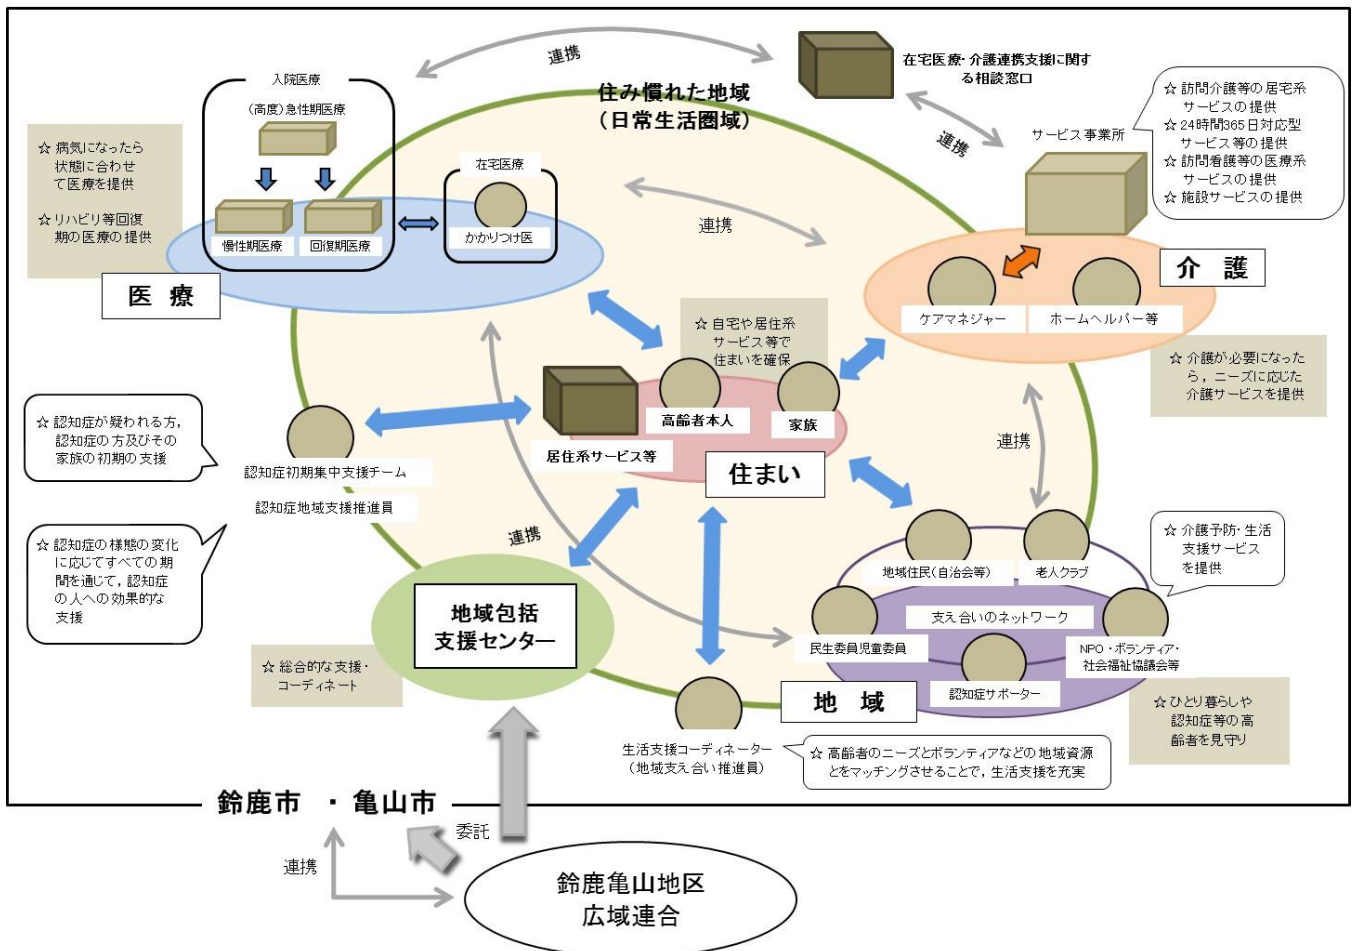 連携
在宅医療・介護連携支援に関す
る相談窓口
入院医療
(高度)急性期医療
慢性期医療
回復期医療
在宅医療
かかりつけ医
医 療
☆ 病気になったら
状態に合わせ
て医療を提供
☆リハビリ等回復
期の医療の提供
住み慣れた地域
(日常生活圏域)
連携
連携
サービス事業所
☆ 訪問介護等の居宅系
サービスの提供
☆ 24時間365日対応型
サービス等の提供
☆ 訪問看護等の医療系
サービスの提供
☆ 施設サービスの提供
介 護
ケアマネジャー
ホームヘルパー等
☆ 介護が必要になった
ら，ニーズに応じた
介護サービスを提供
☆ 自宅や居住系
サービス等で
住まいを確保
高齢者本人
家族
居住系サービス等
住まい
☆ 認知症が疑われる方，
認知症の方及びその
家族の初期の支援
認知症初期集中支援チーム
認知症地域支援推進員
☆ 認知症の様態の変化
に応じてすべての期
間を通じて，認知症
の人への効果的な
支援
連携
連携
地域包括
支援センター
☆ 総合的な支援・
コーディネート
☆ 介護予防・生活
支援サービス
を提供
地域住民(自治会等)
老人クラブ
支え合いのネットワーク
民生委員児童委員
NPO・ボランティア・
社会福祉協議会等
認知症サポーター
地 域
☆ひとり暮らしや
認知症等の高
齢者を見守り
生活支援コーディネーター
(地域支え合い推進員)
☆ 高齢者のニーズとボランティアなどの地域資源
とをマッチングさせることで，生活支援を充実
鈴鹿市 ・亀山市
委託
連携
鈴鹿亀山地区
広域連合